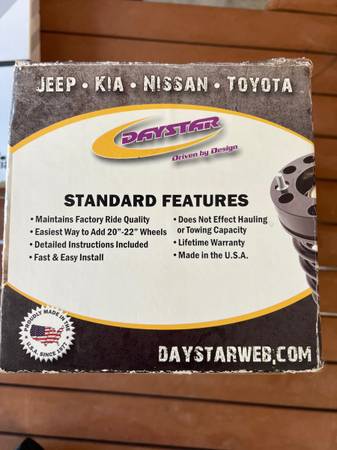 JEEP • KIA • NISSAN • TOYOTA
DAYSTAR
Driven by Design
STANDARD FEATURES
• Maintains Factory Ride Quality
• Easiest Way to Add 20"-22" Wheels
• Detailed Instructions Included
• Fast & Easy Install
• Does Not Effect Hauling
or Towing Capacity
• Lifetime Warranty
• Made in the U.S.A.
PROUDLY MADE IN THE
U.S.A. SINCE 1977
DAYSTARWEB.COM